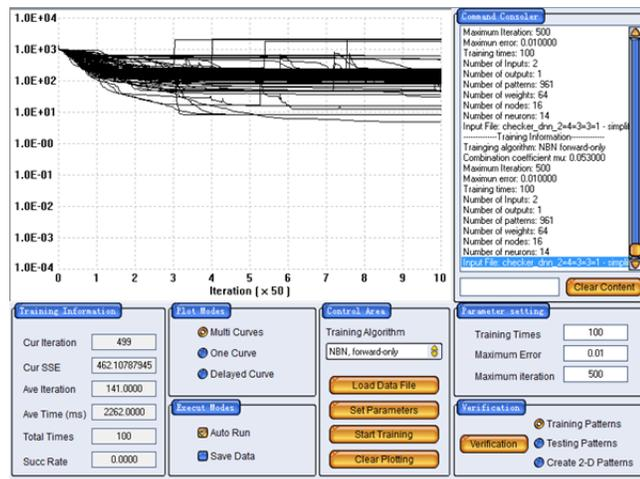 1.0E+04
1.0E+03
1.0E+02
1.0E+01
1.0E-00
1.0E-01
1.0E-02
1.0E-03
1.0E-04
0 1 2 3 4 5 6 7 8 9 10
Iteration [ x 50 ]
Command Consoler
Maximum Iteration: 500
Maximun error: 0.010000
Training times: 100
Number of Inputs: 2
Number of outputs: 1
Number of patterns: 961
Number of weights: 64
Number of nodes: 16
Number of neurons: 14
Input File: checker_dnn_2=4=3=3=1 - simplif
---------------Training Information---------------
Trainging algorithm: NBN forward-only
Combination coefficient mu: 0.053000
Maximum Iteration: 500
Maximun error: 0.010000
Training times: 100
Number of Inputs: 2
Number of outputs: 1
Number of patterns: 961
Number of weights: 64
Number of nodes: 16
Number of neurons: 14
Input File: checker_dnn_2=4=3=3=1 - simplif
Clear Content
Training Information
Cur Iteration 499
Cur SSE 462.10787945
Ave Iteration 141.0000
Ave Time (ms) 2262.0000
Total Times 100
Succ Rate 0.0000
Plot Modes
Multi Curves
One Curve
Delayed Curve
Execut Modes
Auto Run
Save Data
Control Area
Training Algorithm
NBN, forward-only
Load Data File
Set Parameters
Start Training
Clear Plotting
Parameter setting
Training Times 100
Maximum Error 0.01
Maximum iteration 500
Verification
Verification
Training Patterns
Testing Patterns
Create 2-D Patterns